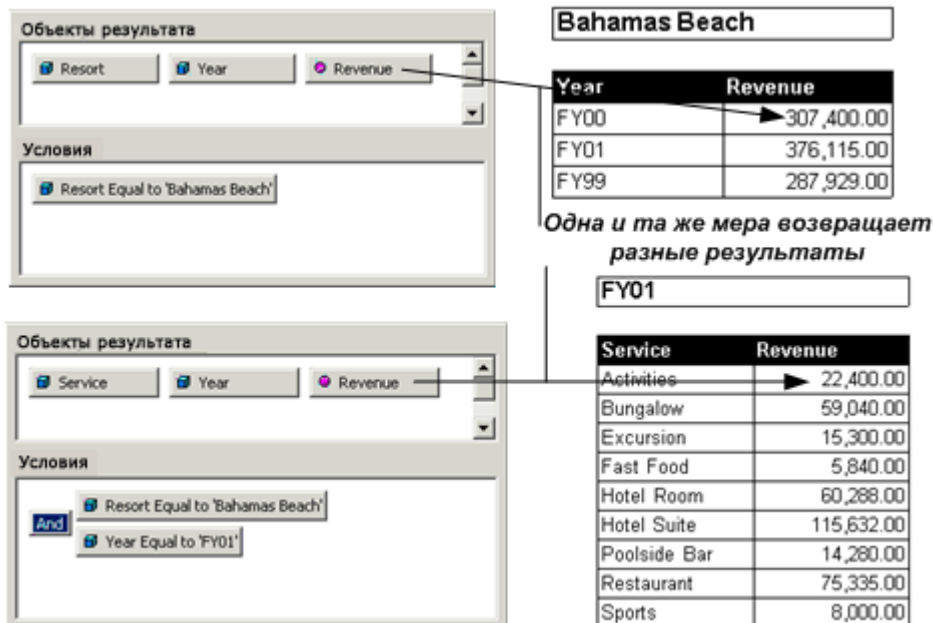 Объекты результата
Resort Year Revenue
Условия
Resort Equal to 'Bahamas Beach'
Bahamas Beach
Year Revenue
FY00 307,400.00
FY01 376,115.00
FY99 287,929.00
Одна и та же мера возвращает
разные результаты
Объекты результата
Service Year Revenue
Условия
And
Resort Equal to 'Bahamas Beach'
Year Equal to 'FY01'
FY01
Service Revenue
Activities 22,400.00
Bungalow 59,040.00
Excursion 15,300.00
Fast Food 5,840.00
Hotel Room 60,288.00
Hotel Suite 115,632.00
Poolside Bar 14,280.00
Restaurant 75,335.00
Sports 8,000.00